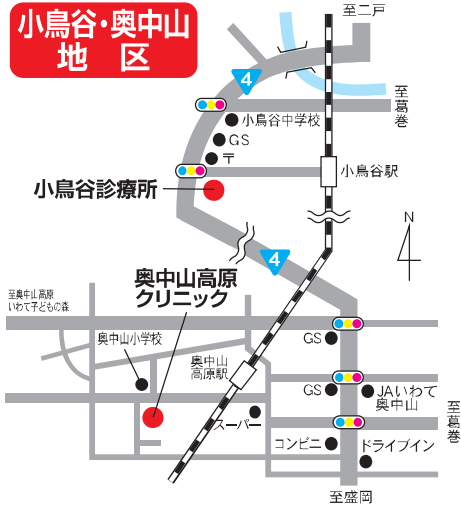 小鳥谷・奥中山
地 区
至二戸
4
至葛巻
小鳥谷中学校
GS
〒
小鳥谷駅
小鳥谷診療所
N
4
奥中山高原
クリニック
至奥中山高原
いわて子どもの森
奥中山小学校
GS
奥中山
高原駅
GS
JAいわて
奥中山
スーパー
至葛巻
コンビニ
ドライブイン
至盛岡